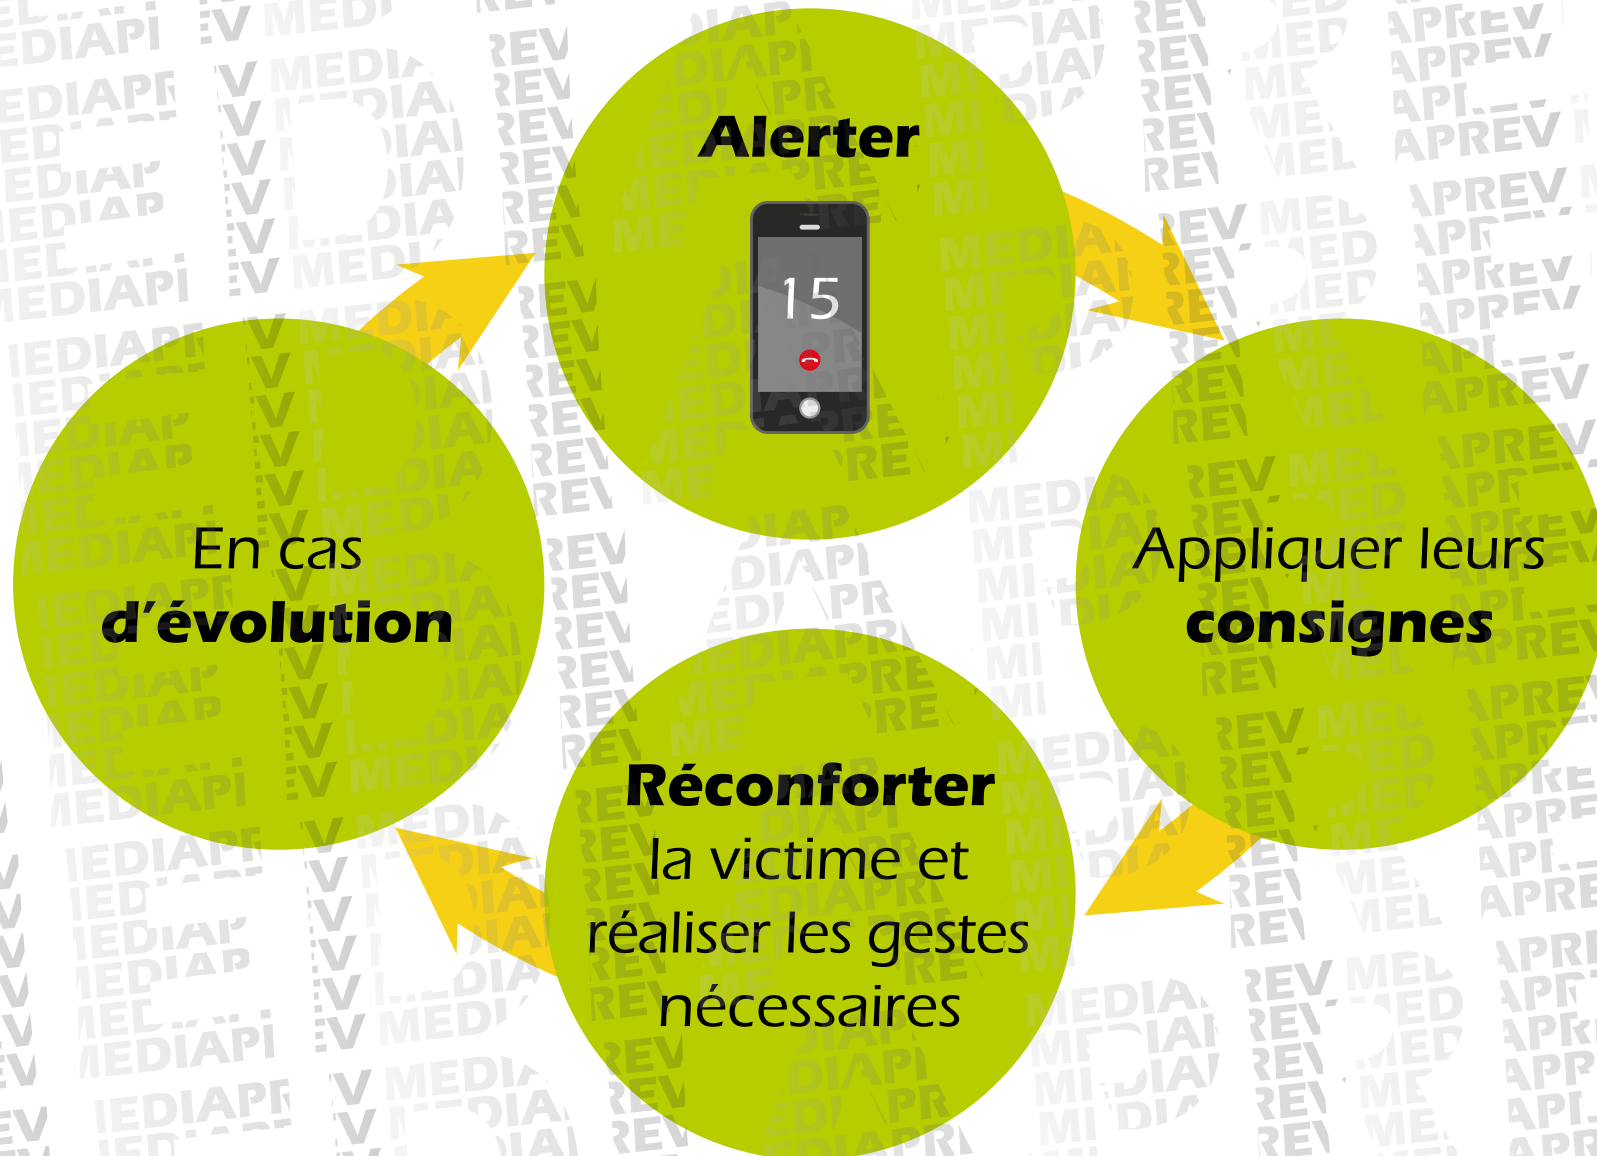 Alerter
15
Appliquer leurs
consignes
Réconforter
la victime et
réaliser les gestes
nécessaires
En cas
d'évolution